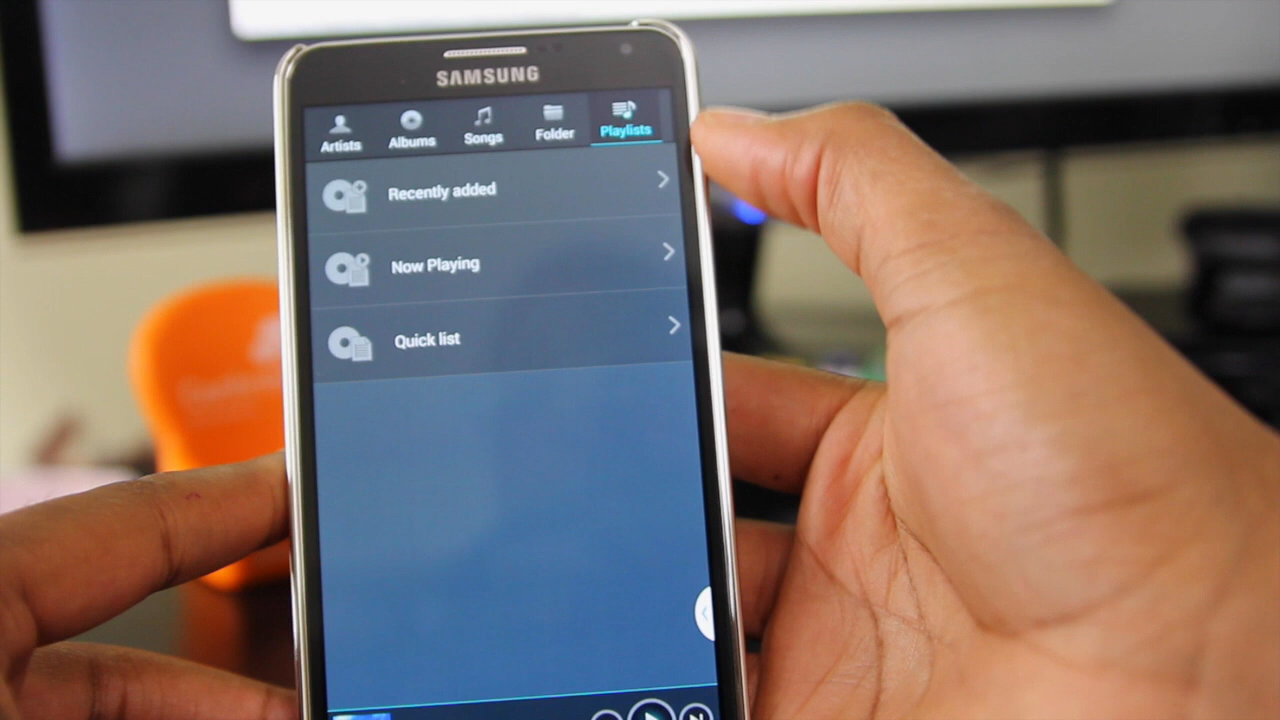 SAMSUNG
Artists Albums Songs Folder Playlists
Recently added
Now Playing
Quick list